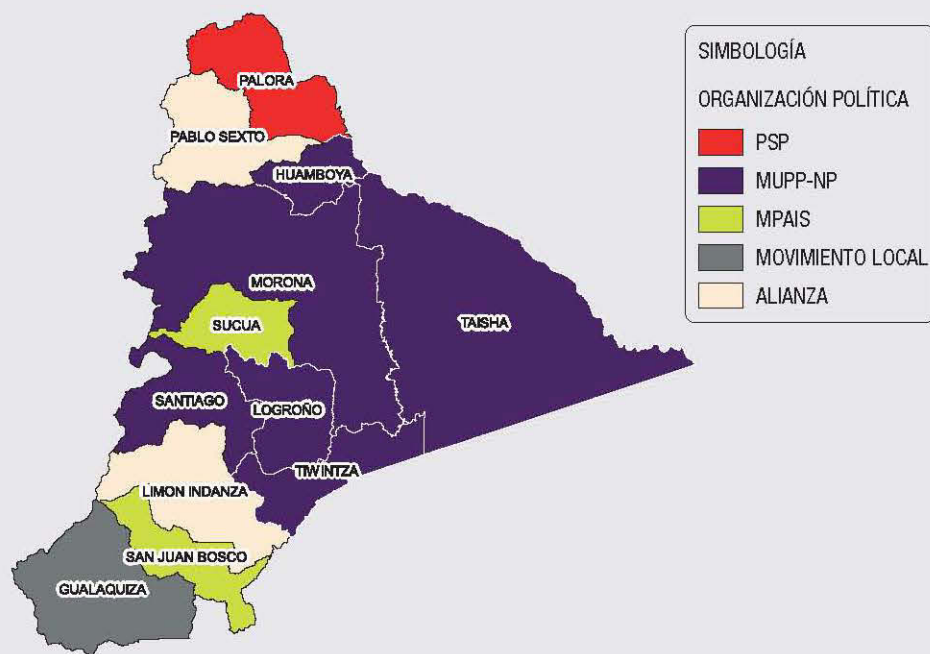 PALORA
PABLO SEXTO
HUAMBOYA
MORONA
TAISHA
SUCUA
SANTIAGO
LOGROÑO
TIWINTZA
LIMON INDANZA
SAN JUAN BOSCO
GUALAQUIZA
SIMBOLOGÍA
ORGANIZACIÓN POLÍTICA
PSP
MUPP-NP
MPAIS
MOVIMIENTO LOCAL
ALIANZA